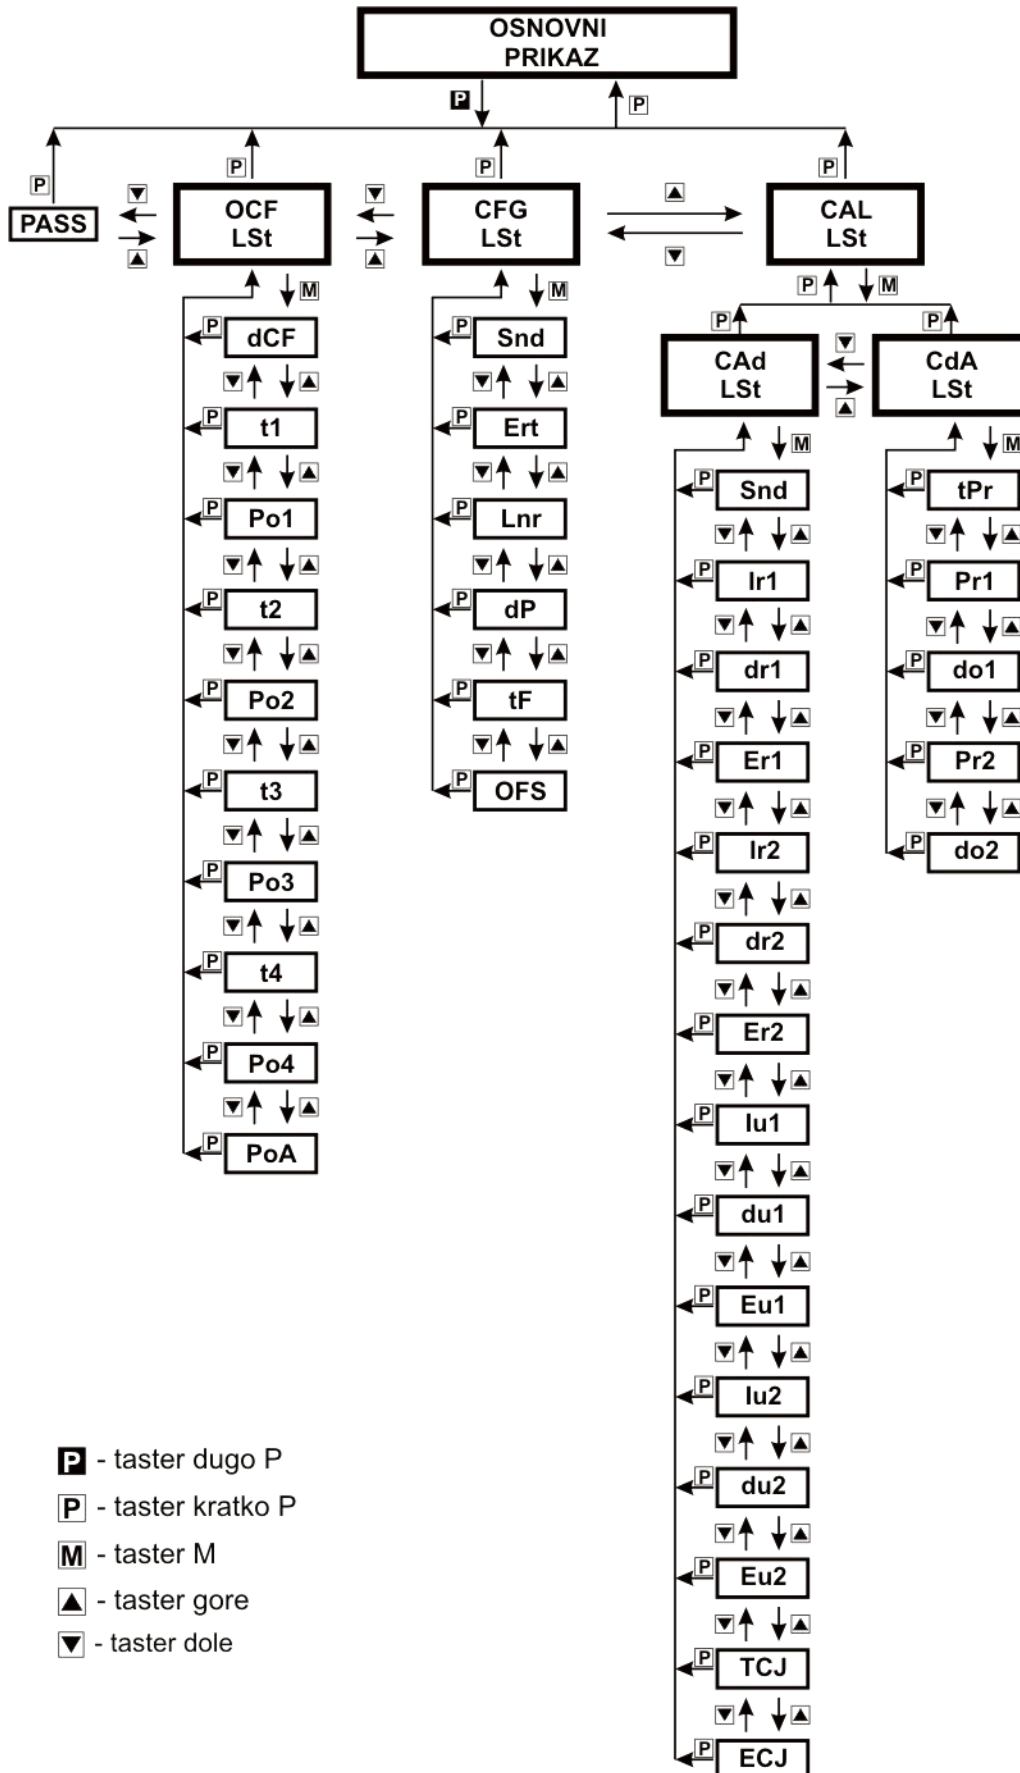 OSNOVNI
PRIKAZ
P
P
P
P
P
P
PASS
OCF
LSt
CFG
LSt
CAL
LSt
M
M
P
M
P
dCF
P
Snd
P
P
CAd
LSt
CdA
LSt
P
t1
P
Ert
M
M
P
Po1
P
Lnr
P
Snd
P
tPr
P
t2
P
dP
P
Ir1
P
Pr1
P
Po2
P
tF
P
dr1
P
do1
P
t3
P
OFS
P
Er1
P
Pr2
P
Po3
P
Ir2
P
do2
P
t4
P
dr2
P
Po4
P
Er2
P
PoA
P
Iu1
P
du1
P
Eu1
P
Iu2
P
du2
P
Eu2
P
TCJ
P
ECJ
P - taster dugo P
P - taster kratko P
M - taster M
▲ - taster gore
▼ - taster dole